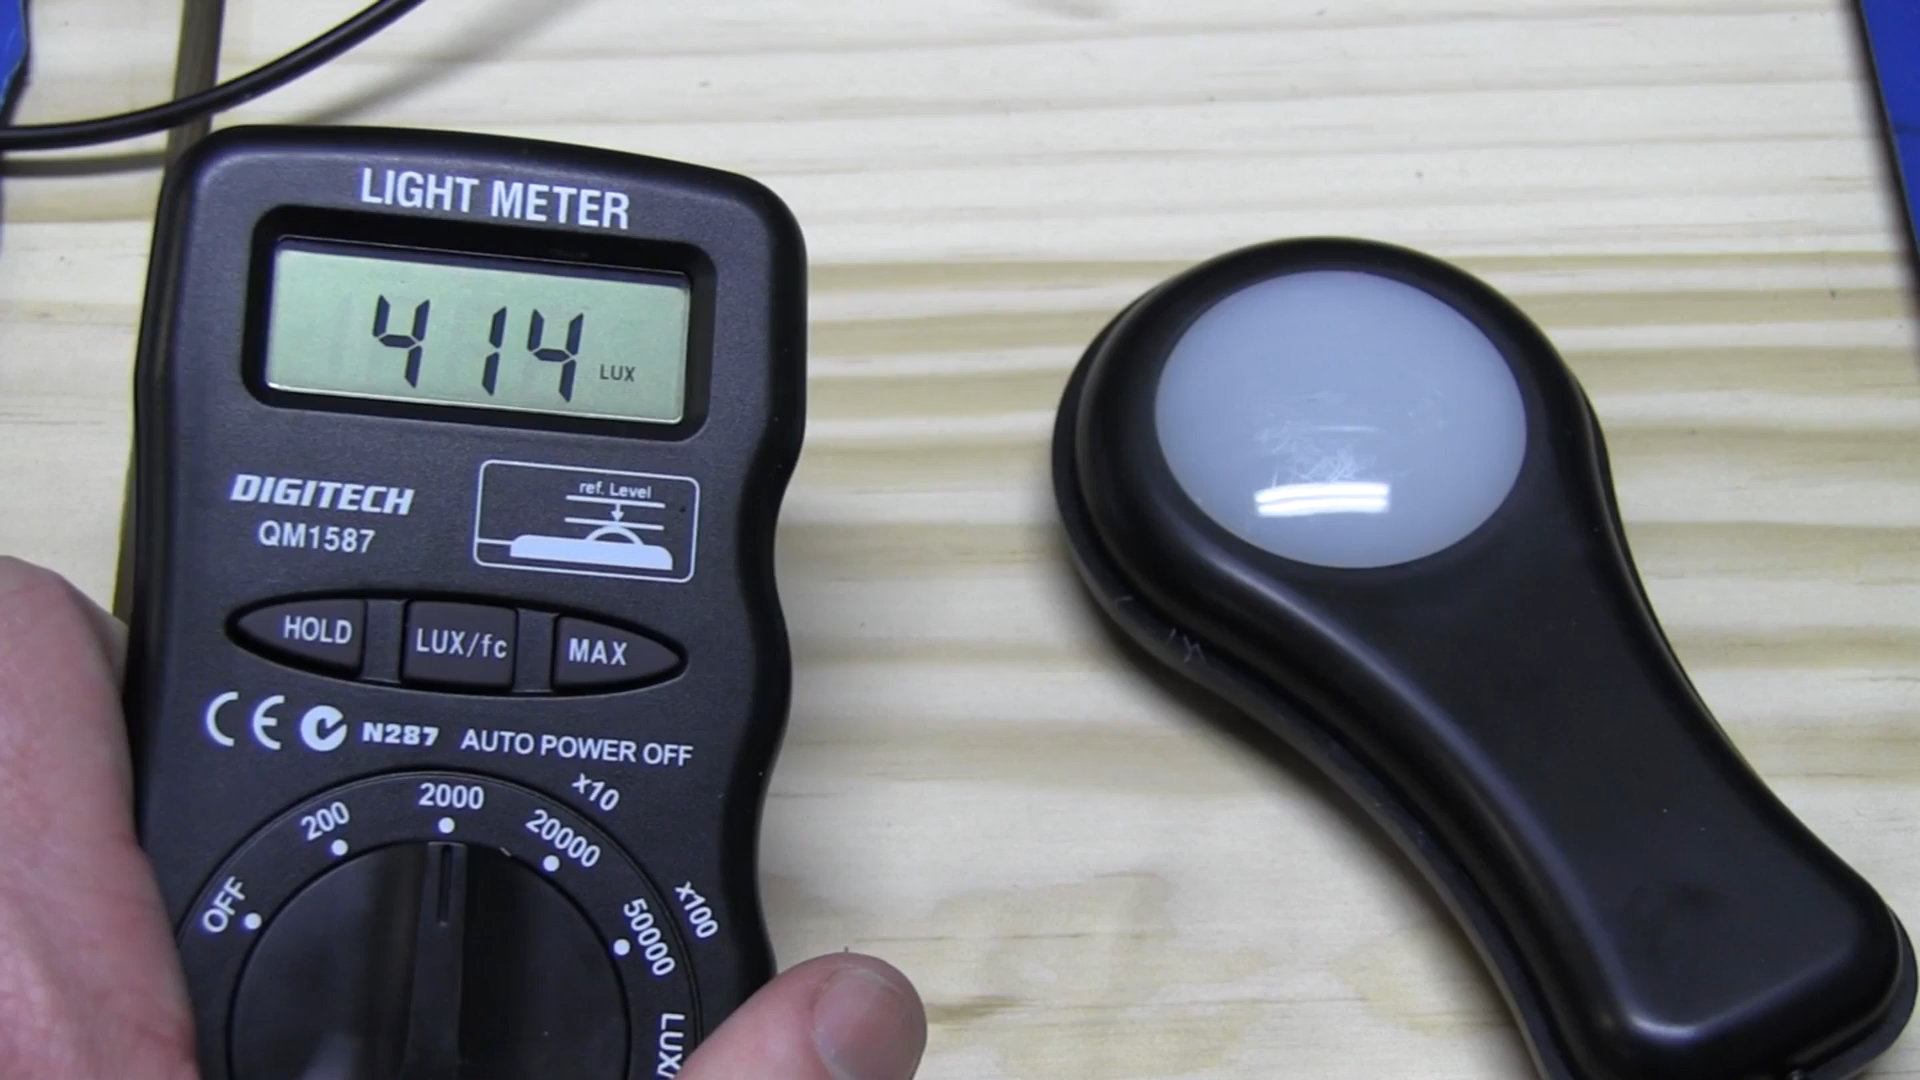 LIGHT METER
414 LUX
DIGITECH
QM1587
ref. Level
HOLD
LUX/fc
MAX
CE N287 AUTO POWER OFF
OFF
200
2000
x10
20000
x100
50000